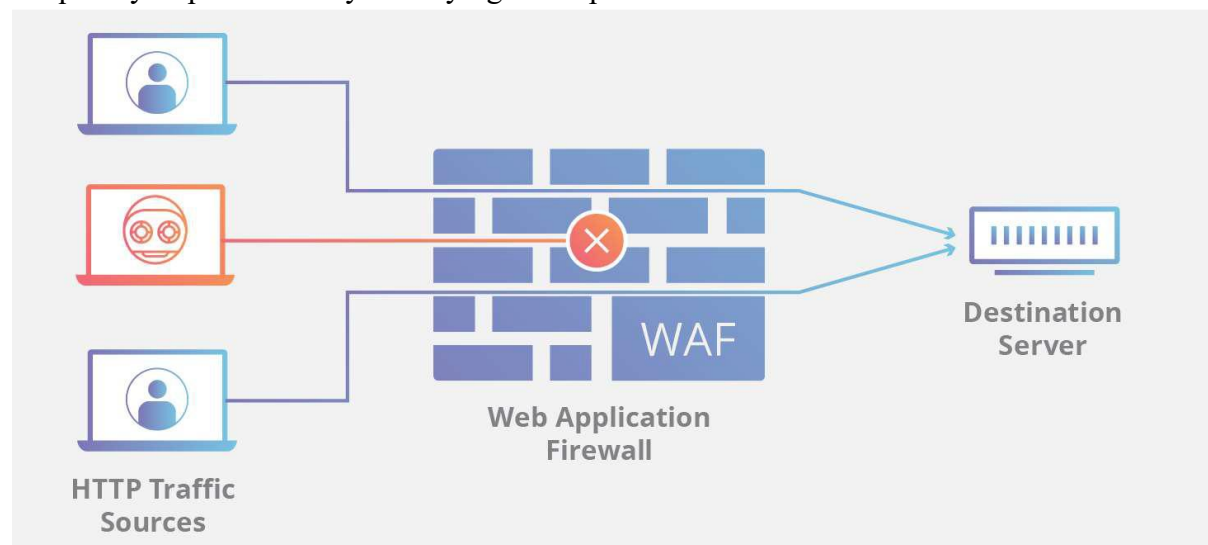 WAF
Web Application
Firewall
Destination
Server
HTTP Traffic
Sources